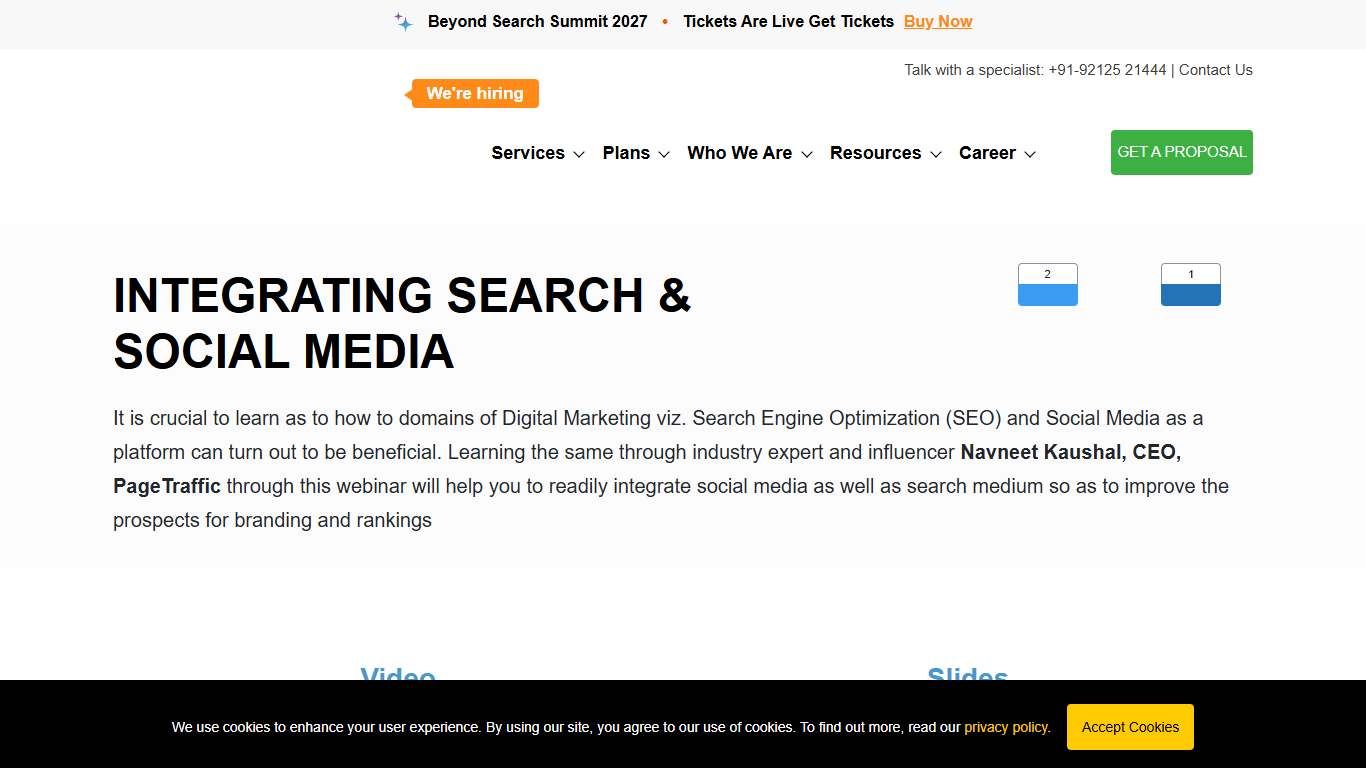 Beyond Search Summit 2027 • Tickets Are Live Get Tickets Buy Now
Talk with a specialist: +91-92125 21444 | Contact Us
We're hiring
Services Plans Who We Are Resources Career
GET A PROPOSAL
INTEGRATING SEARCH &
SOCIAL MEDIA
2
1
It is crucial to learn as to how to domains of Digital Marketing viz. Search Engine Optimization (SEO) and Social Media as a
platform can turn out to be beneficial. Learning the same through industry expert and influencer Navneet Kaushal, CEO,
PageTraffic through this webinar will help you to readily integrate social media as well as search medium so as to improve the
prospects for branding and rankings
Video
Slides
We use cookies to enhance your user experience. By using our site, you agree to our use of cookies. To find out more, read our privacy policy.
Accept Cookies